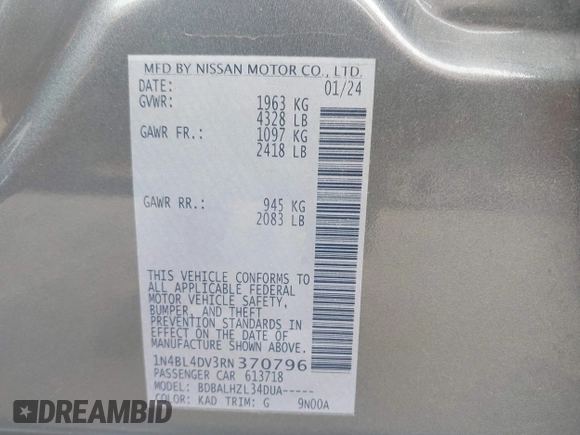 MFD BY NISSAN MOTOR CO., LTD.
DATE: 01/24
GVWR: 1963 KG
4328 LB
GAWR FR.: 1097 KG
2418 LB
GAWR RR.: 945 KG
2083 LB
THIS VEHICLE CONFORMS TO
ALL APPLICABLE FEDERAL
MOTOR VEHICLE SAFETY,
BUMPER, AND THEFT
PREVENTION STANDARDS
IN EFFECT ON THE DATE OF
MANUFACTURE SHOWN ABOVE.
1N4BL4DV3RN370796
PASSENGER CAR 613718
MODEL: BDBALHZL34DUA-----
COLOR: KAD TRIM: G 9N00A
DREAMBID